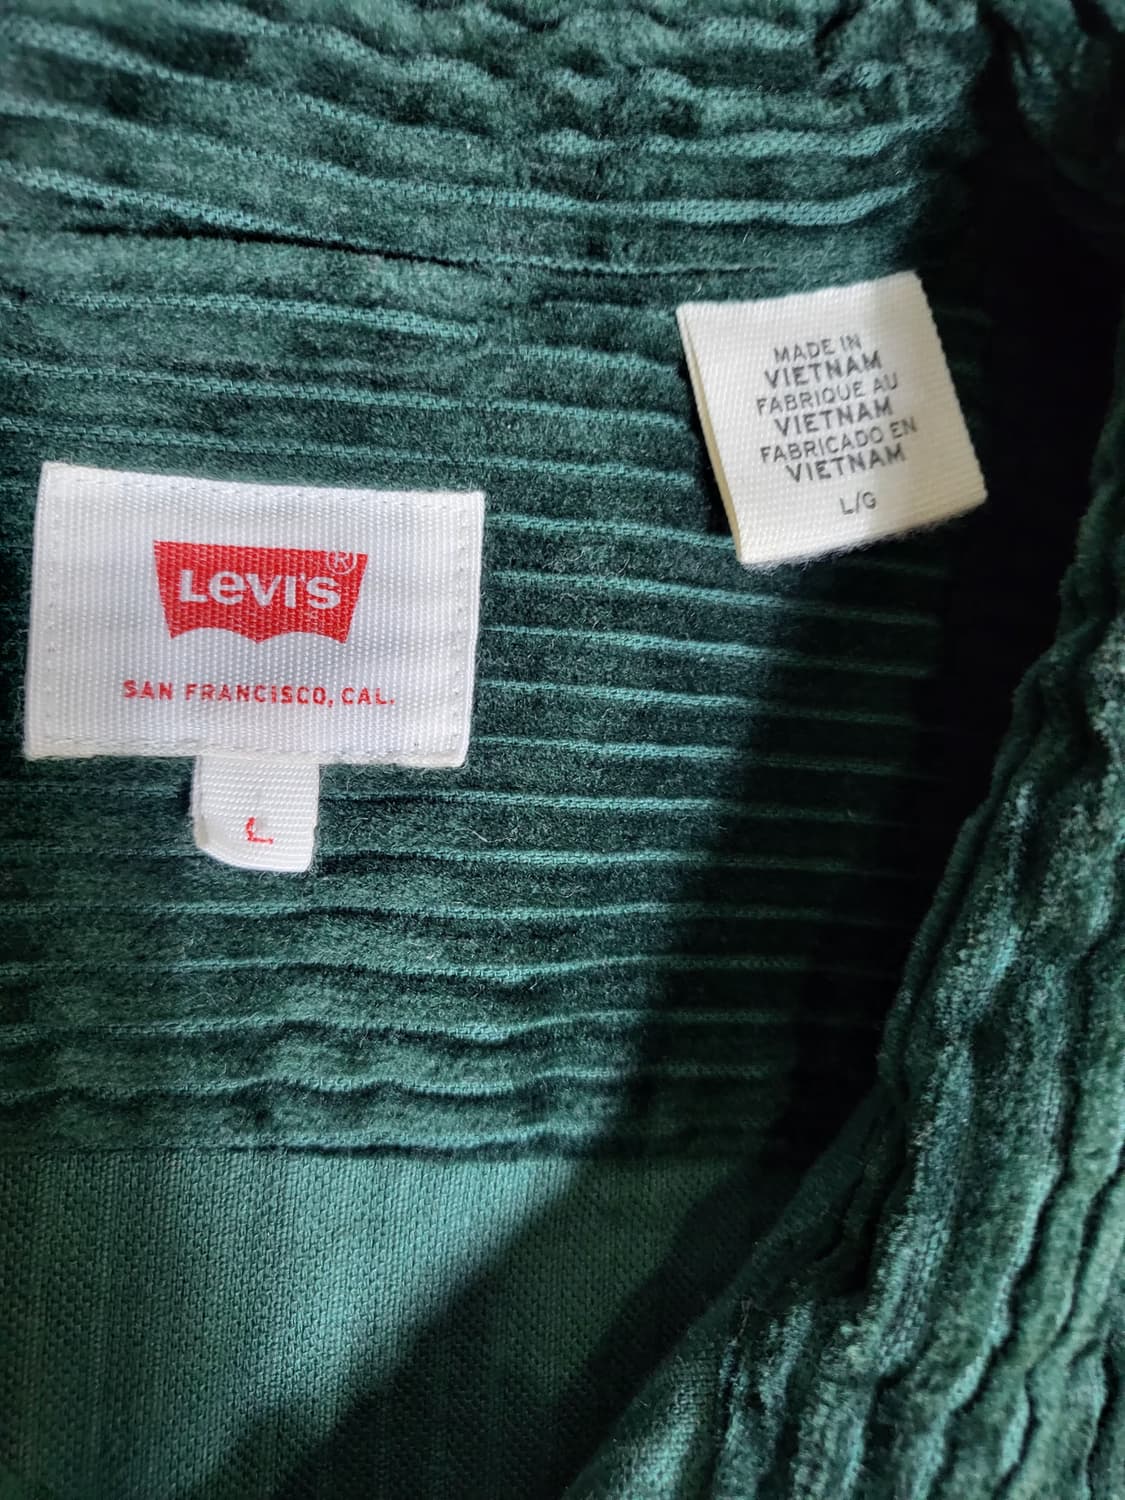 LEVI'S®
SAN FRANCISCO, CAL.
L
MADE IN
VIETNAM
FABRIQUE AU
VIETNAM
FABRICADO EN
VIETNAM
L/G